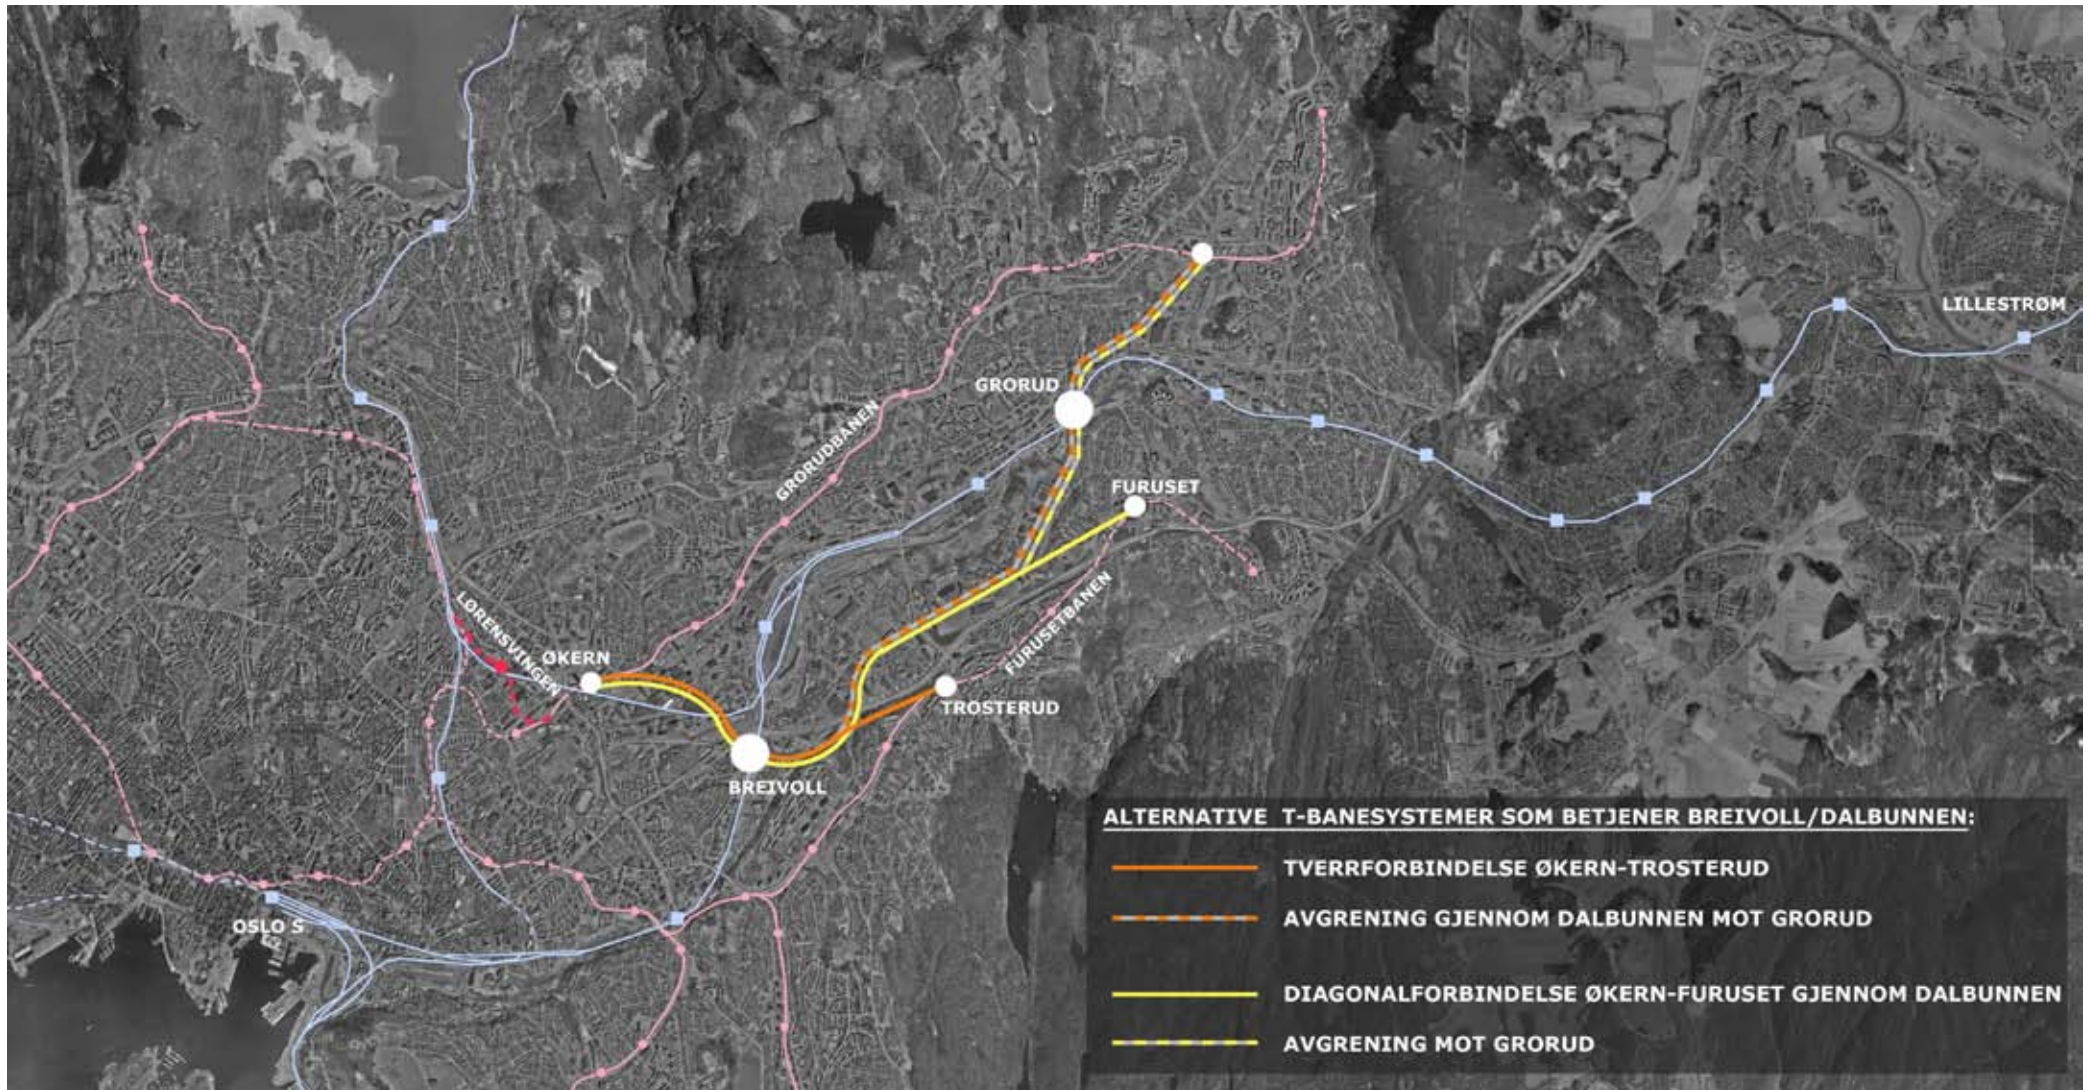 LILLESTRØM
GRORUD
GRORUDBANEN
FURUSET
LØRENSVINGEN
ØKERN
FURUSETBANEN
TROSTERUD
BREIVOLL
OSLO S
ALTERNATIVE T-BANESYSTEMER SOM BETJENER BREIVOLL/DALBUNNEN:
TVERRFORBINDELSE ØKERN-TROSTERUD
AVGRENING GJENNOM DALBUNNEN MOT GRORUD
DIAGONALFORBINDELSE ØKERN-FURUSET GJENNOM DALBUNNEN
AVGRENING MOT GRORUD